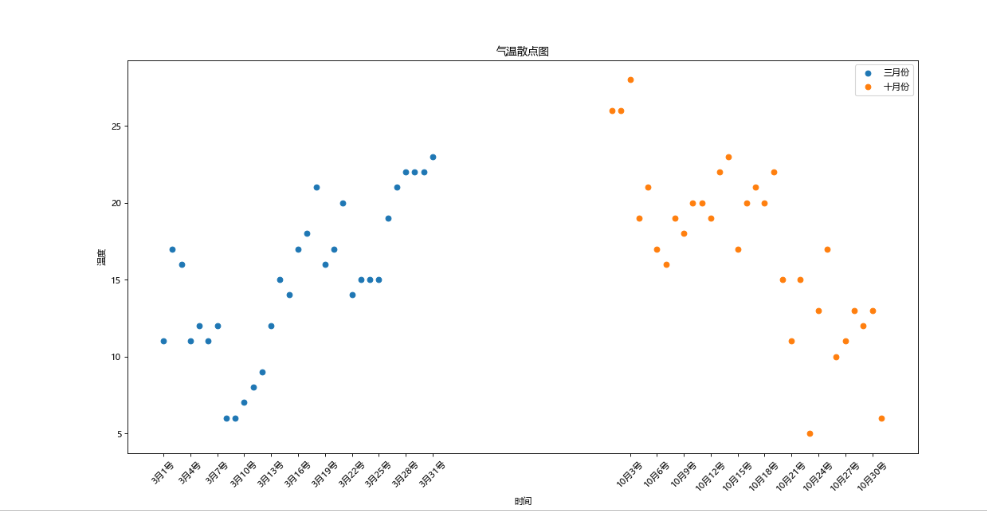 气温散点图
三月份
十月份
温度
25
20
15
10
5
3月1号
3月4号
3月7号
3月10号
3月13号
3月16号
3月19号
3月22号
3月25号
3月28号
3月31号
10月3号
10月6号
10月9号
10月12号
10月15号
10月18号
10月21号
10月24号
10月27号
10月30号
时间